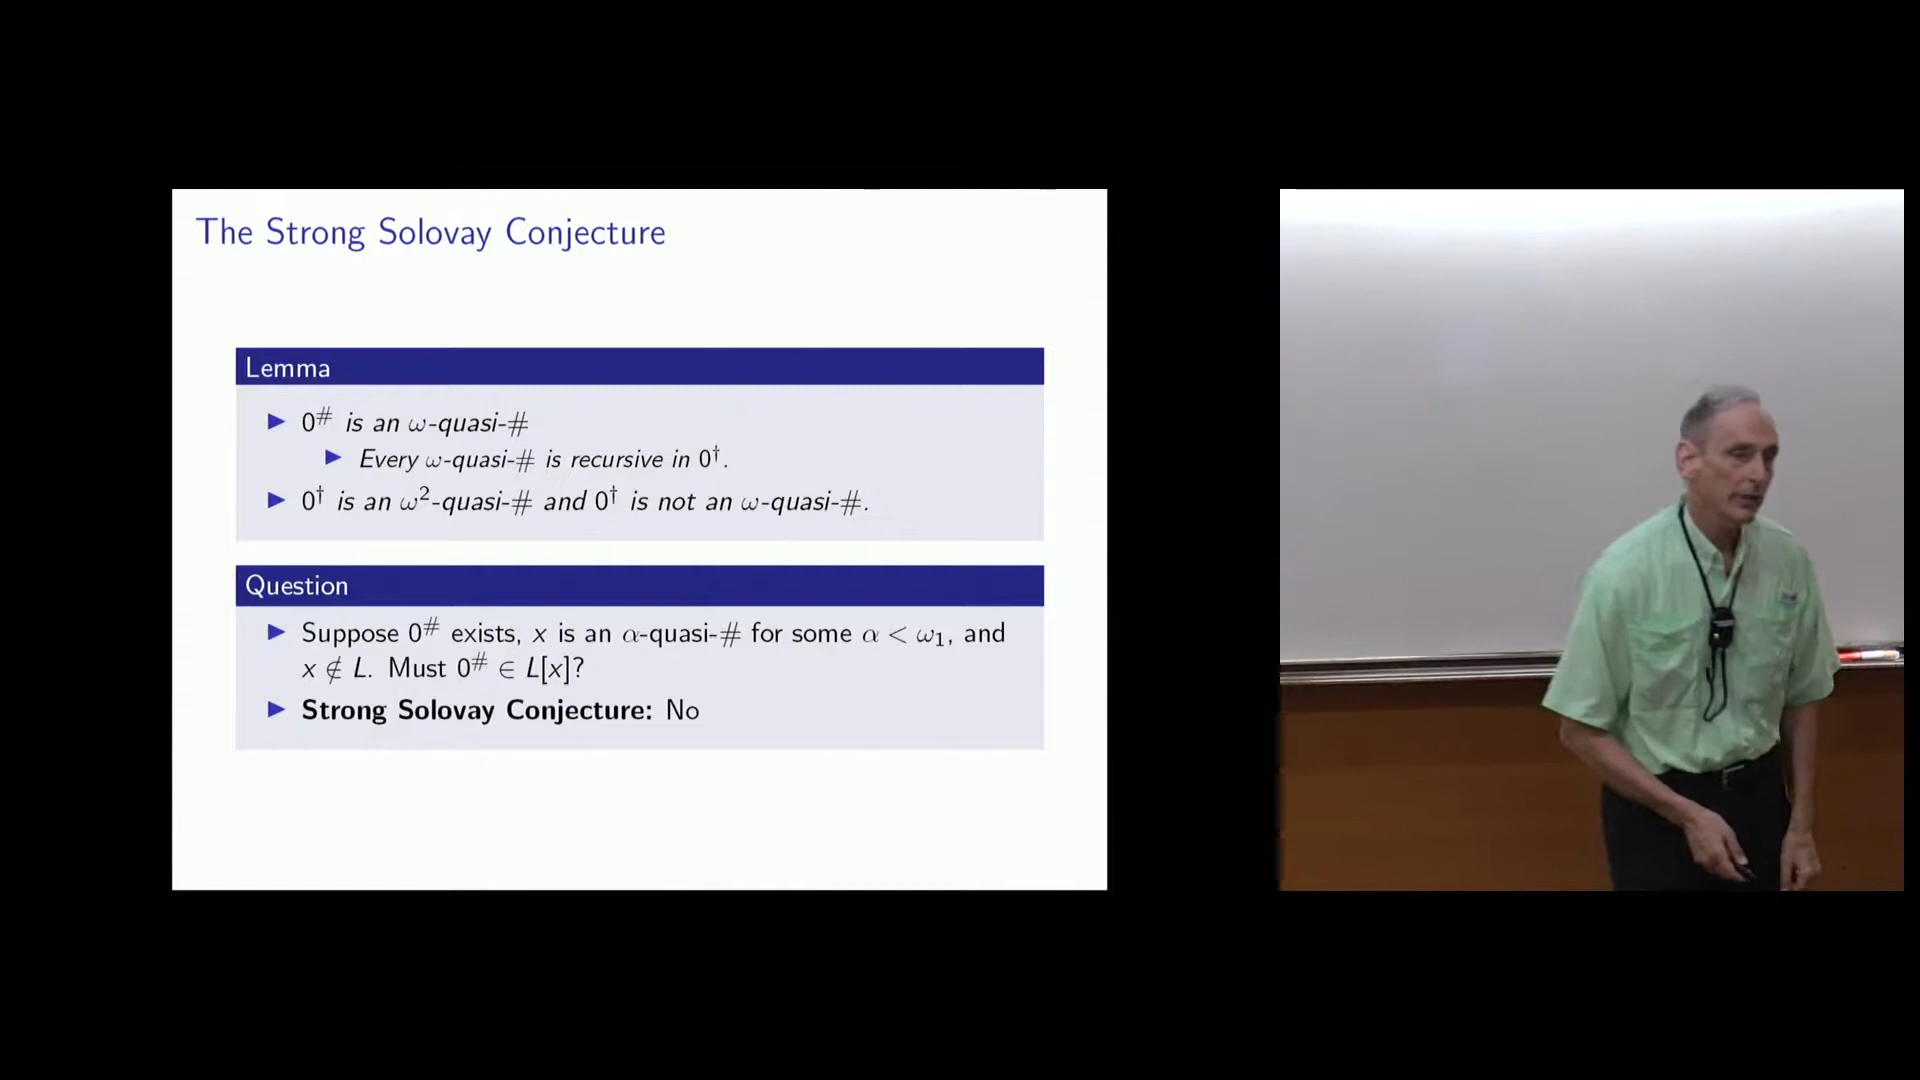 The Strong Solovay Conjecture
Lemma
▶ 0^# is an ω-quasi-#
▶ Every ω-quasi-# is recursive in 0^†.
▶ 0^† is an ω²-quasi-# and 0^† is not an ω-quasi-#.
Question
▶ Suppose 0^# exists, x is an α-quasi-# for some α < ω₁, and
x ∉ L. Must 0^# ∈ L[x]?
▶ Strong Solovay Conjecture: No